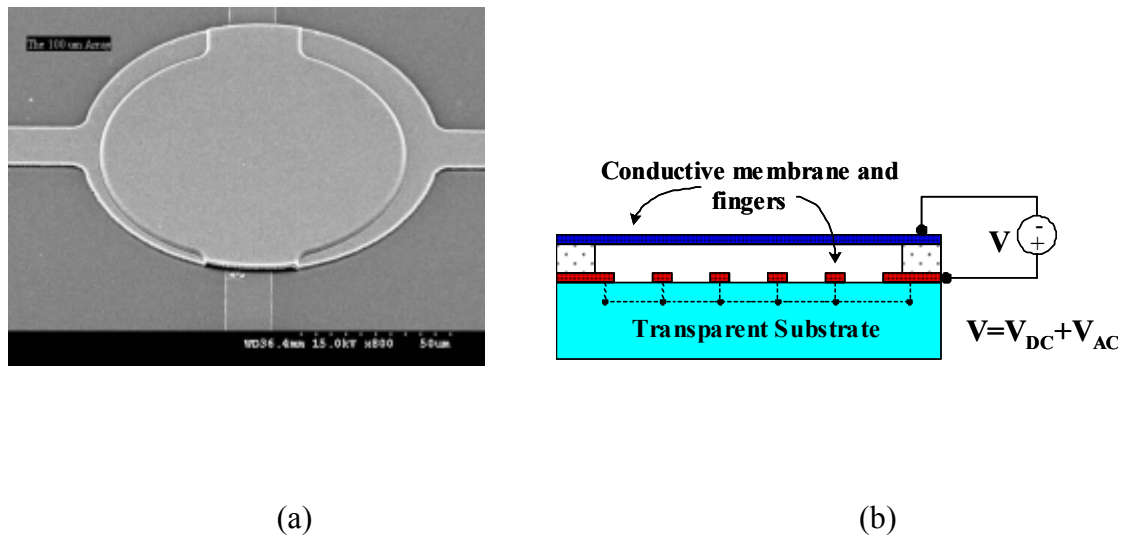 The 100 um Array
WD36.4mm 15.0kV x800 50um
Conductive membrane and
fingers
V
-
+
Transparent Substrate
V=VDC+VAC
(a)
(b)